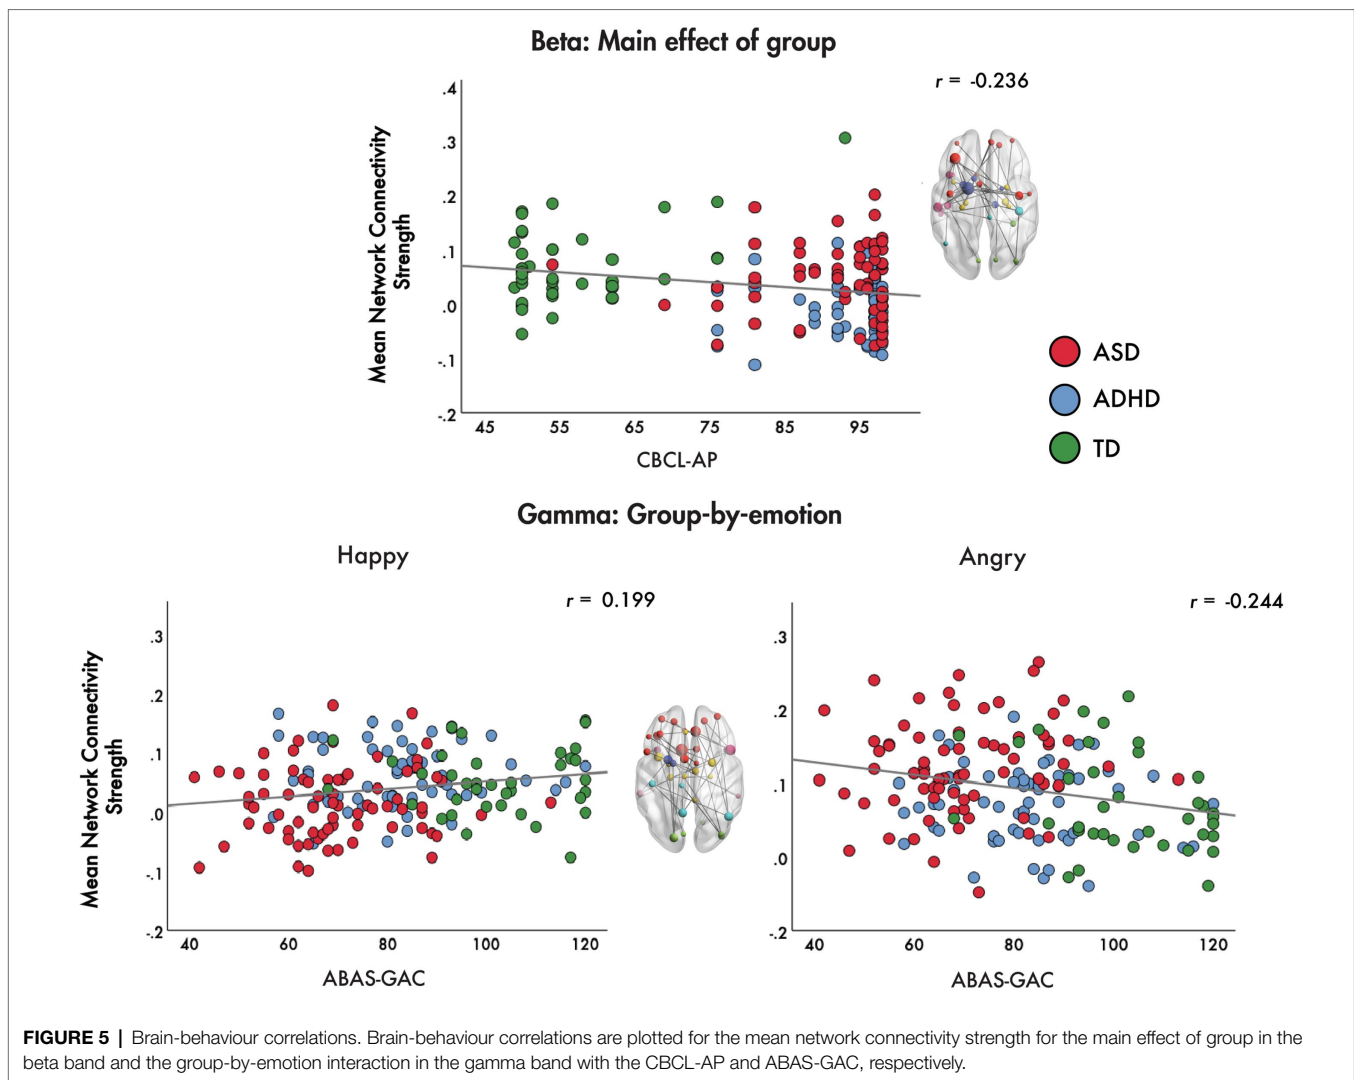 Beta: Main effect of group
r = -0.236
Mean Network Connectivity
Strength
.4
.3
.2
.1
.0
-.1
-.2
45 55 65 75 85 95
CBCL-AP
ASD
ADHD
TD
Gamma: Group-by-emotion
Happy
r = 0.199
Mean Network Connectivity
Strength
.3
.2
.1
.0
-.1
-.2
40 60 80 100 120
ABAS-GAC
Angry
r = -0.244
.3
.2
.1
.0
-.2
40 60 80 100 120
ABAS-GAC
FIGURE 5 | Brain-behaviour correlations. Brain-behaviour correlations are plotted for the mean network connectivity strength for the main effect of group in the
beta band and the group-by-emotion interaction in the gamma band with the CBCL-AP and ABAS-GAC, respectively.